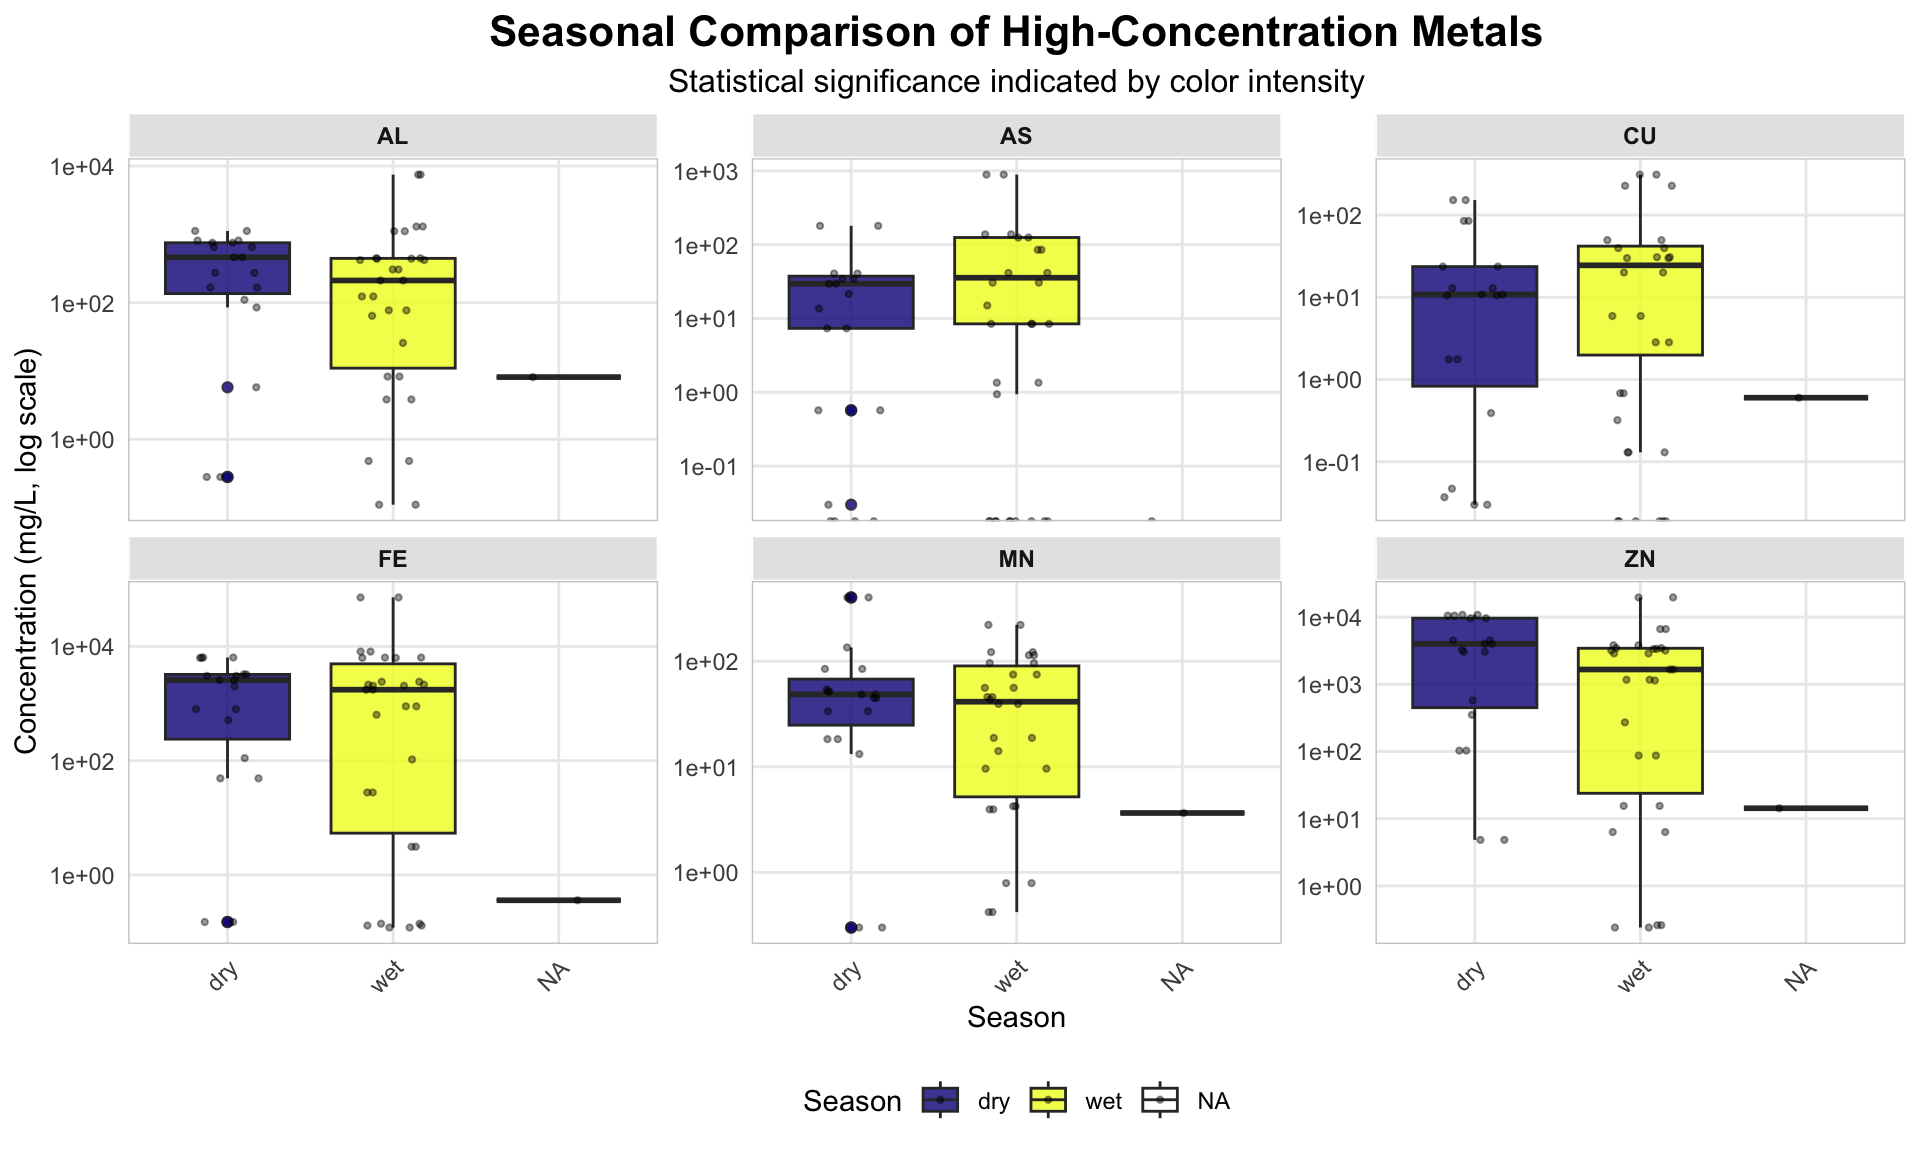 Seasonal Comparison of High-Concentration Metals
Statistical significance indicated by color intensity
Concentration (mg/L, log scale)
AL
1e+04
1e+02
1e+00
AS
1e+03
1e+02
1e+01
1e+00
1e-01
CU
1e+02
1e+01
1e+00
1e-01
FE
1e+04
1e+02
1e+00
dry
wet
NA
MN
1e+02
1e+01
1e+00
dry
wet
NA
ZN
1e+04
1e+03
1e+02
1e+01
1e+00
dry
wet
NA
Season
Season dry wet NA